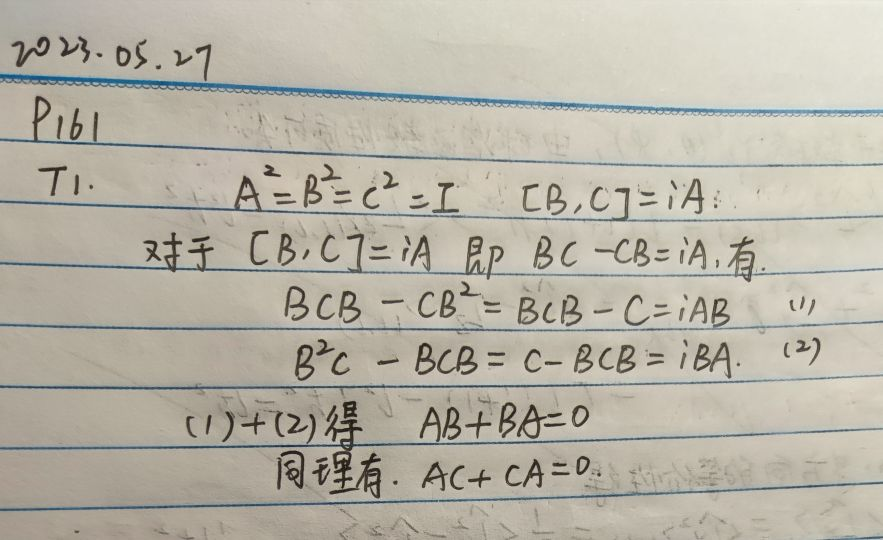 2023.05.27
P161
T1. A²=B²=C²=I [B,C]=iA.
对于 [B,C]=iA 即 BC-CB=iA,有.
BCB - CB² = BCB - C = iAB (1)
B²C - BCB = C - BCB = iBA. (2)
(1)+(2)得 AB+BA=0
同理有. AC+CA=0.